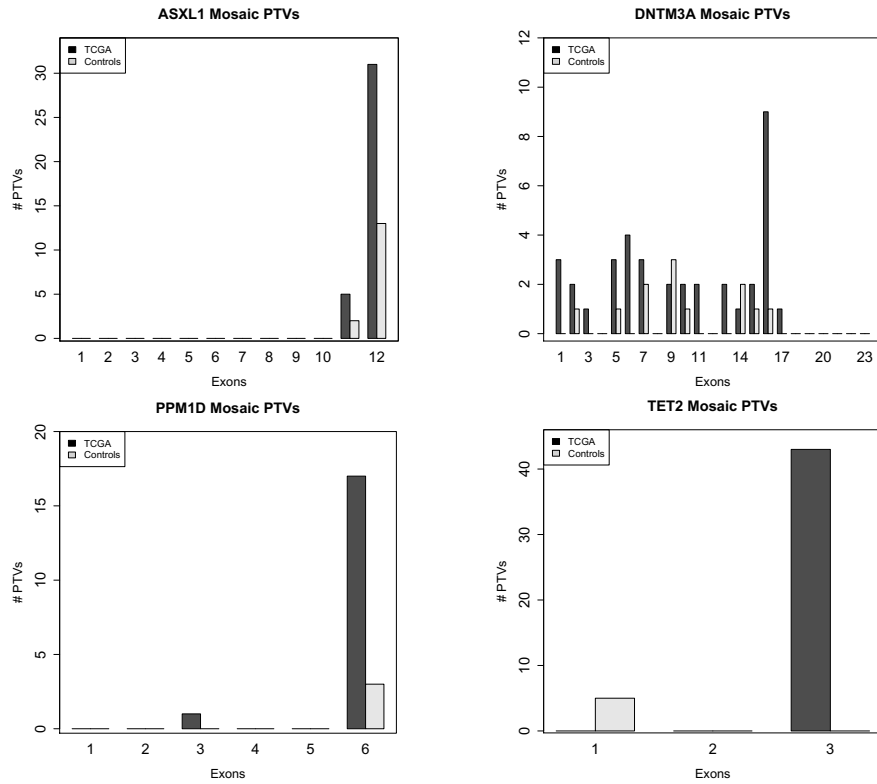 ASXL1 Mosaic PTVs
TCGA
Controls
# PTVs
0
5
10
15
20
25
30
1 2 3 4 5 6 7 8 9 10 12
Exons
DNTM3A Mosaic PTVs
TCGA
Controls
# PTVs
0
2
4
6
8
10
12
1 3 5 7 9 11 14 17 20 23
Exons
PPM1D Mosaic PTVs
TCGA
Controls
# PTVs
0
5
10
15
20
1 2 3 4 5 6
Exons
TET2 Mosaic PTVs
TCGA
Controls
# PTVs
0
10
20
30
40
1 2 3
Exons